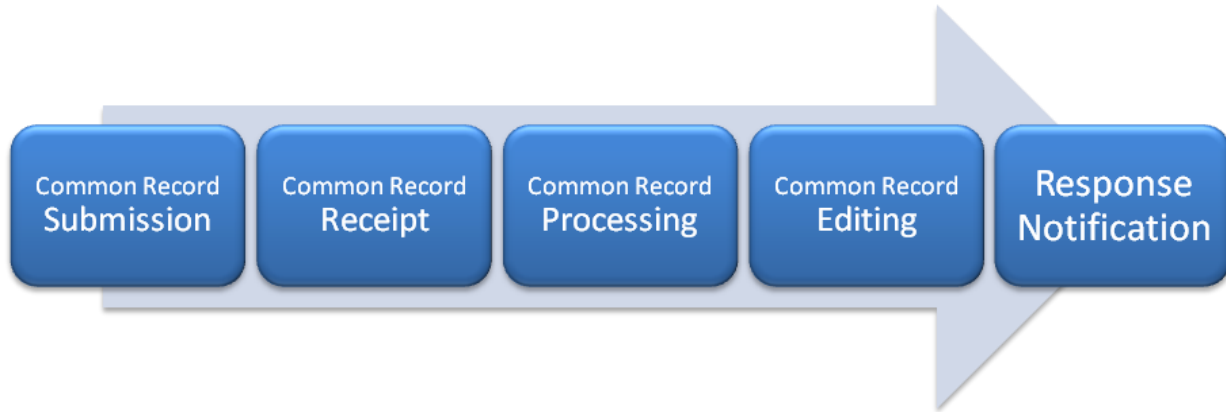 Common Record
Submission
Common Record
Receipt
Common Record
Processing
Common Record
Editing
Response
Notification